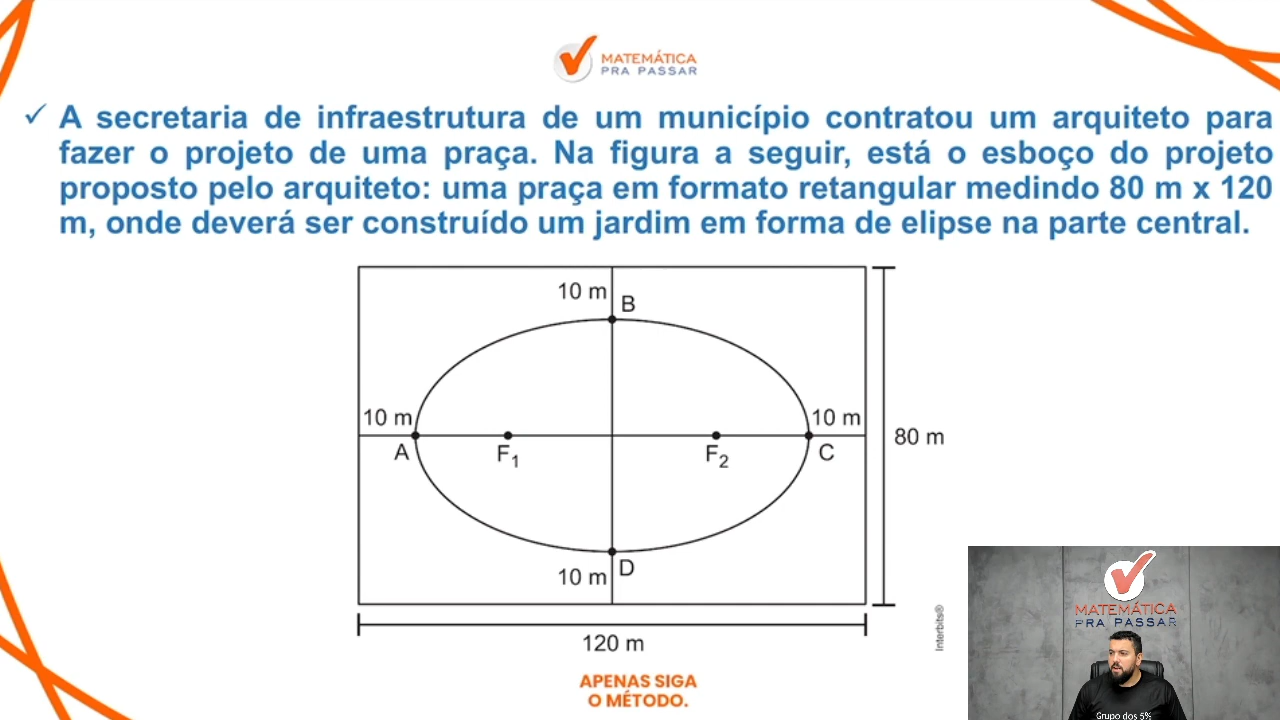 MATEMÁTICA
PRA PASSAR
✓ A secretaria de infraestrutura de um município contratou um arquiteto para
fazer o projeto de uma praça. Na figura a seguir, está o esboço do projeto
proposto pelo arquiteto: uma praça em formato retangular medindo 80 m x 120
m, onde deverá ser construído um jardim em forma de elipse na parte central.
10 m
B
10 m
10 m
A
F₁
F₂
C
80 m
10 m
D
120 m
Interbits®
APENAS SIGA
O MÉTODO.
MATEMÁTICA
PRA PASSAR
Grupo dos 5%